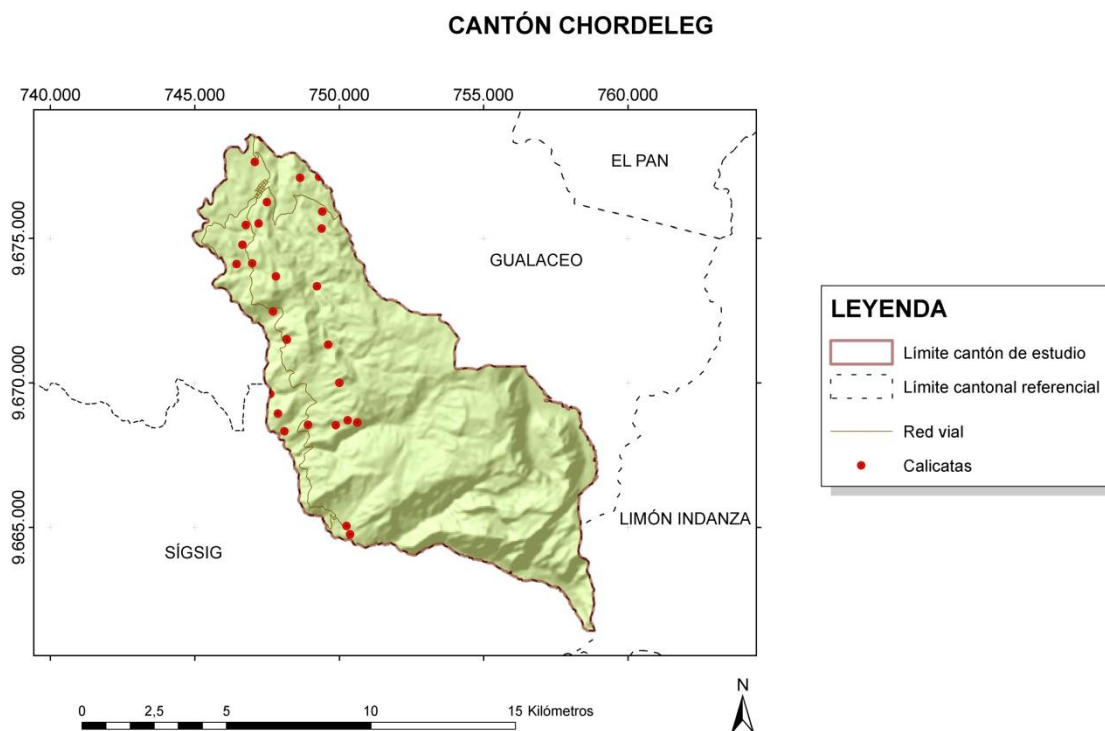 CANTÓN CHORDELEG
740.000 745.000 750.000 755.000 760.000
EL PAN
9.675.000
GUALACEO
9.670.000
LIMÓN INDANZA
9.665.000
SÍGSIG
LEYENDA
Límite cantón de estudio
Límite cantonal referencial
Red vial
Calicatas
0 2,5 5 10 15 Kilómetros
N